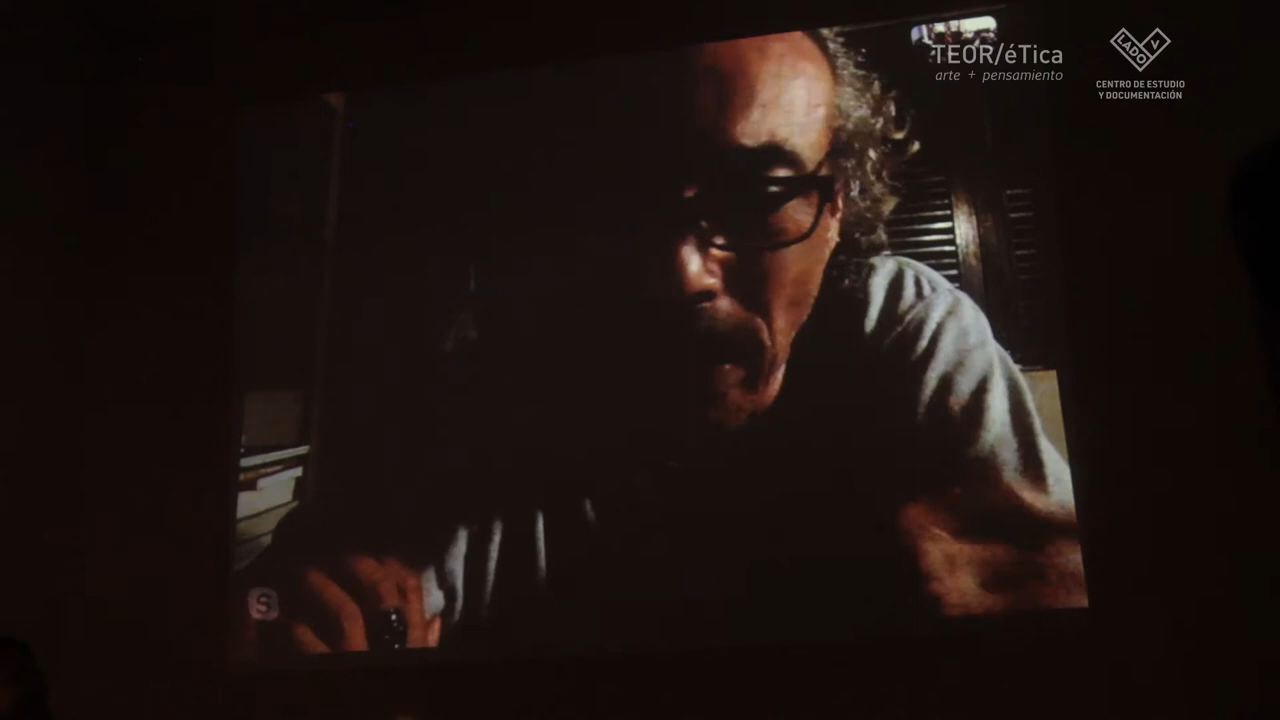 TEOR/éTica
arte + pensamiento
LADO V
CENTRO DE ESTUDIO
Y DOCUMENTACIÓN
S